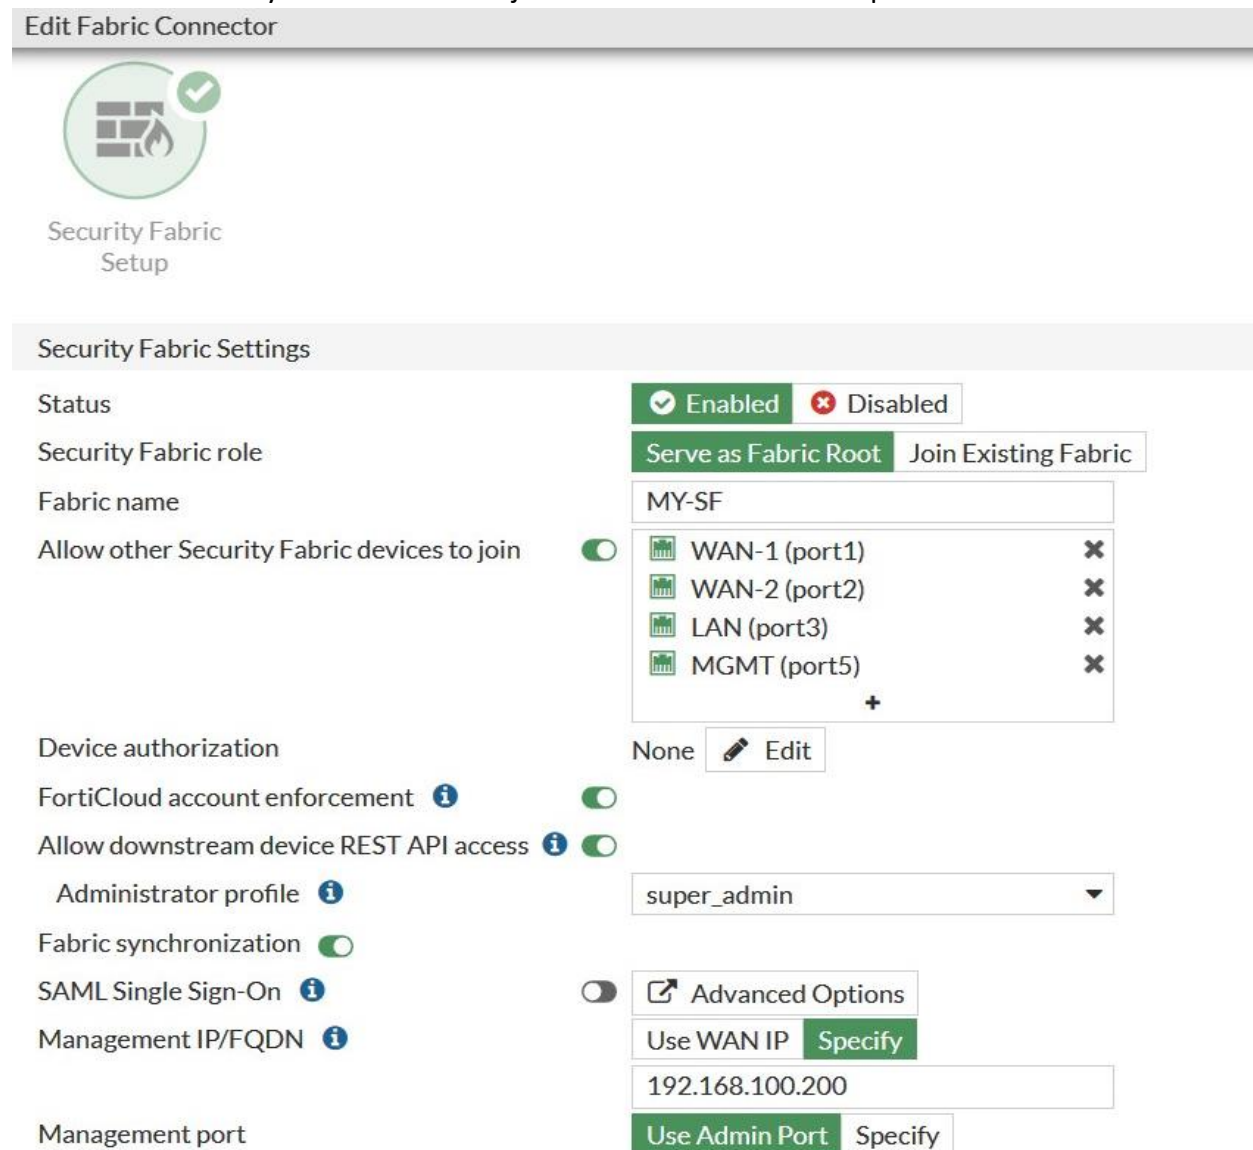 Edit Fabric Connector
Security Fabric
Setup
Security Fabric Settings
Status Enabled Disabled
Security Fabric role Serve as Fabric Root Join Existing Fabric
Fabric name MY-SF
Allow other Security Fabric devices to join WAN-1 (port1)
WAN-2 (port2)
LAN (port3)
MGMT (port5)
+
Device authorization None Edit
FortiCloud account enforcement
Allow downstream device REST API access
Administrator profile super_admin
Fabric synchronization
SAML Single Sign-On Advanced Options
Management IP/FQDN Use WAN IP Specify
192.168.100.200
Management port Use Admin Port Specify